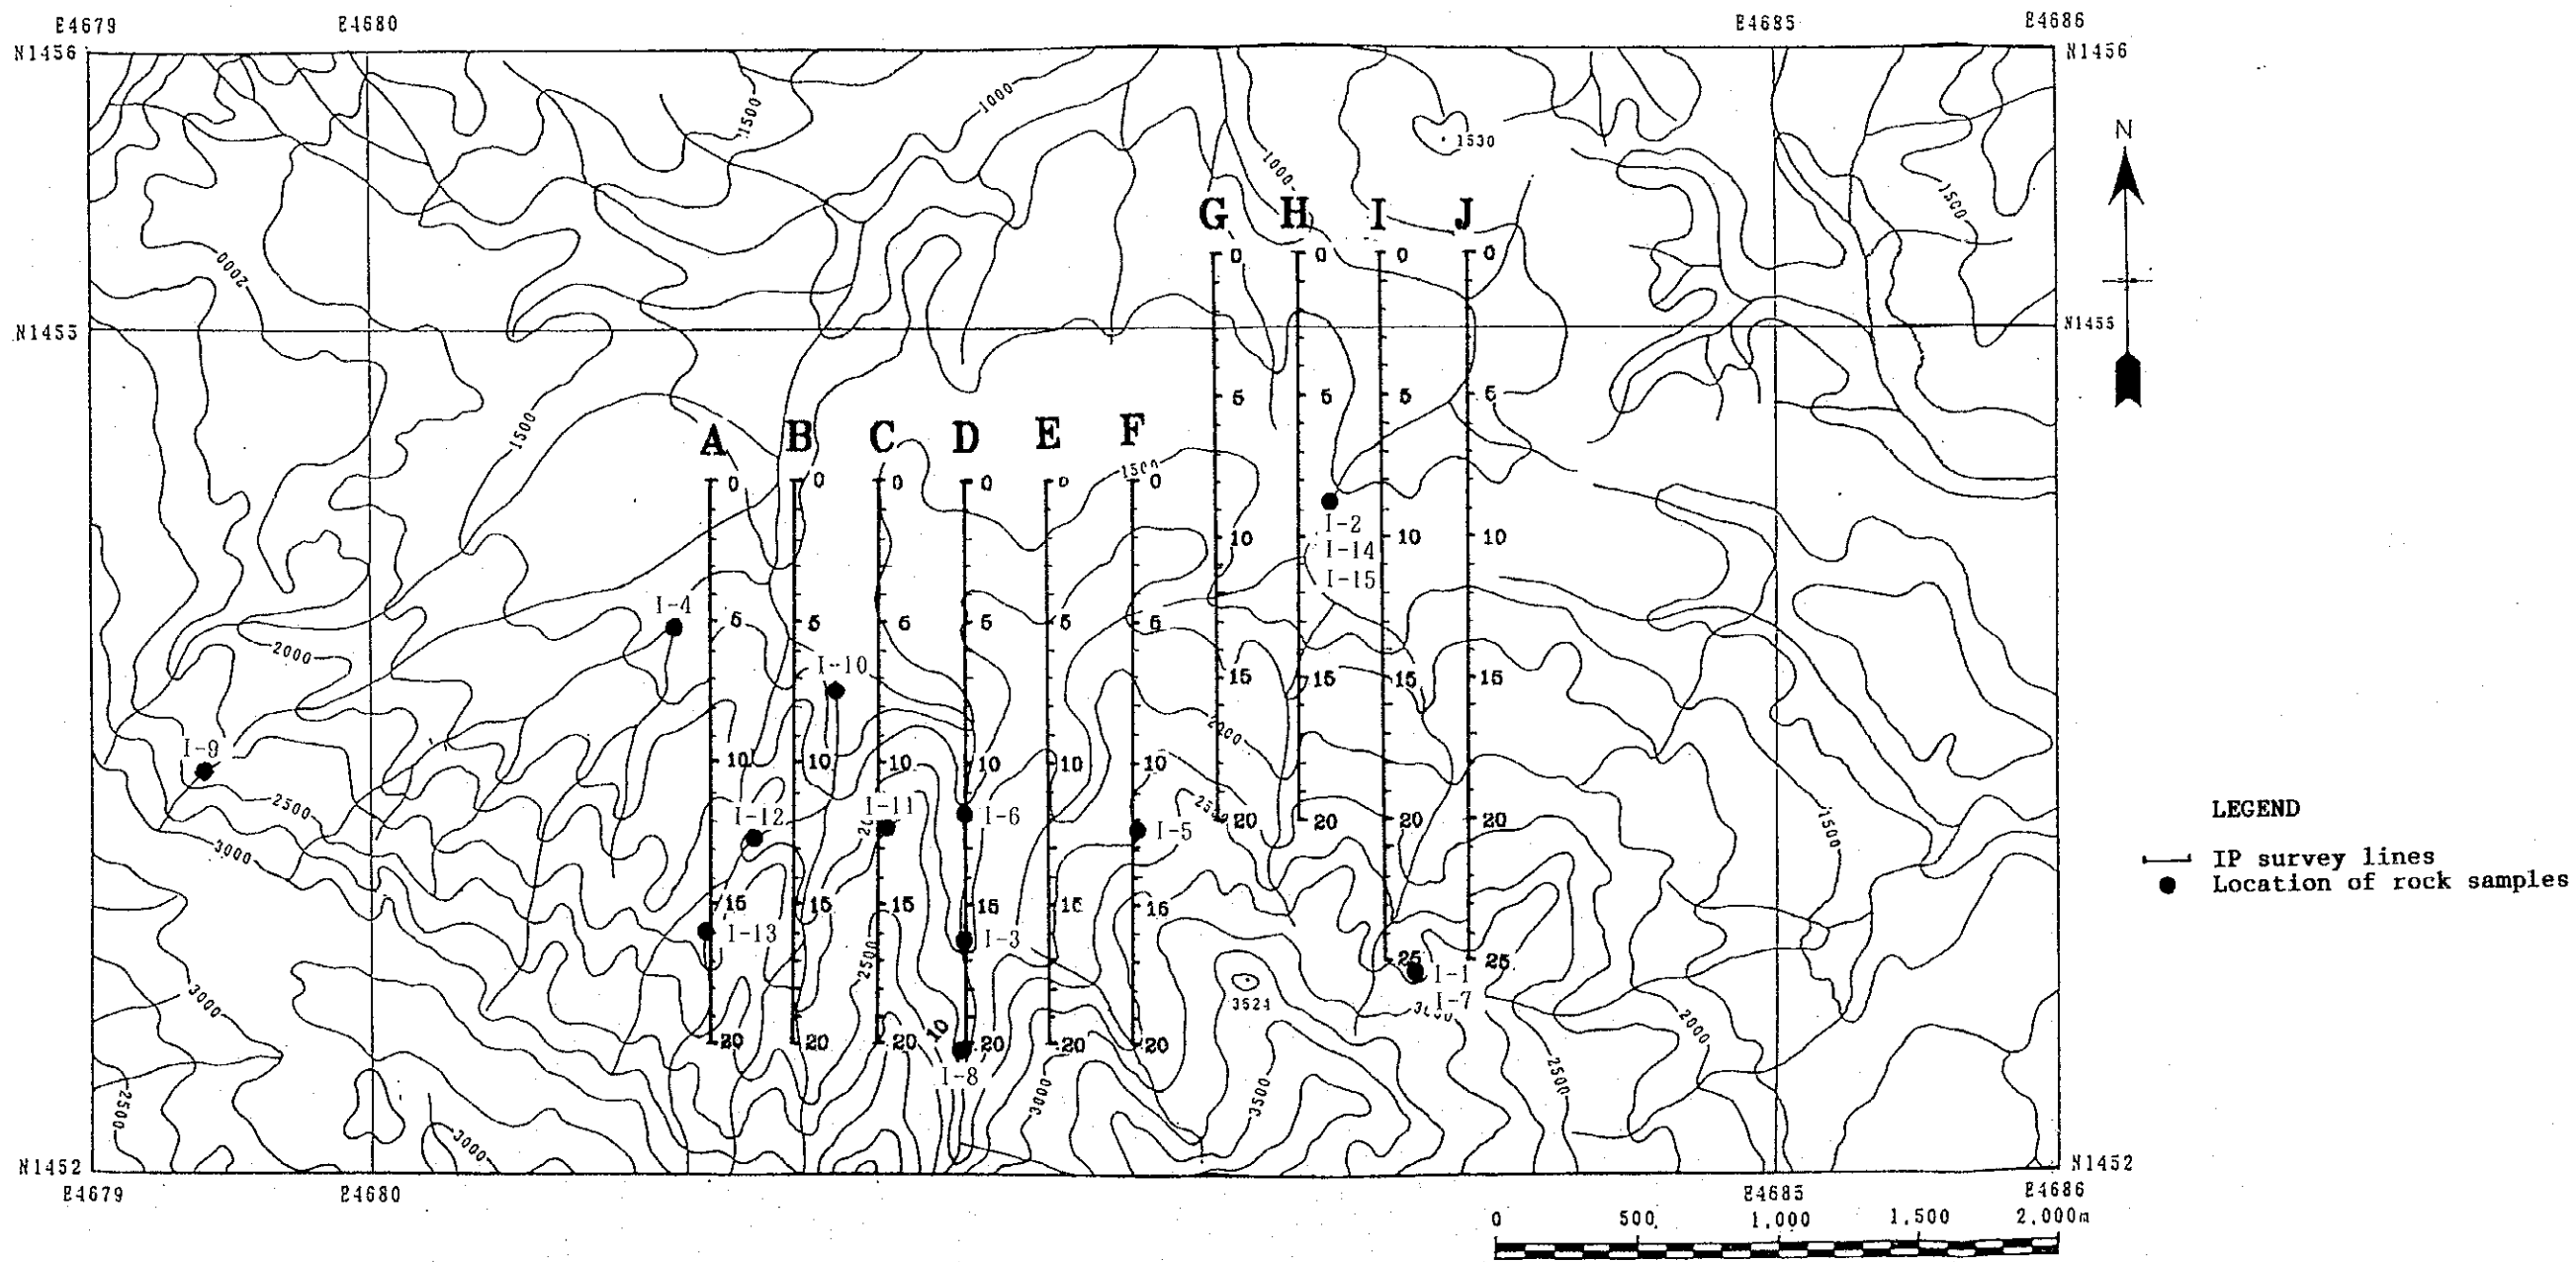 E4679 E4680 E4685 E4686
N1456 N1456
1000
1500
1530
1000
1500
G H I J
0 0 0 0
2000
N1455 N1455
5 5 5 5
1500
A B C D E F
1500
0 0 0 0 0 0
I-2
10 10 10
I-14
I-15
I-4
5 5 5 5 5 5
2000
I-10
15 15 15 15
2000
I-9
10 10 10 10 10 10
2500
I-12 I-11 I-6 I-5
20 20 20 20
1500
3000
15 15 15 15 15 15
I-13 I-3
2500
25 25
I-1
I-7
3524
3000
2000
10
20 20 20 20 20 20
I-8
2500
3000
3500
2500
3000
N1452 N1452
E4679 E4680 E4685 E4686
0 500 1,000 1,500 2,000m
N
LEGEND
IP survey lines
Location of rock samples